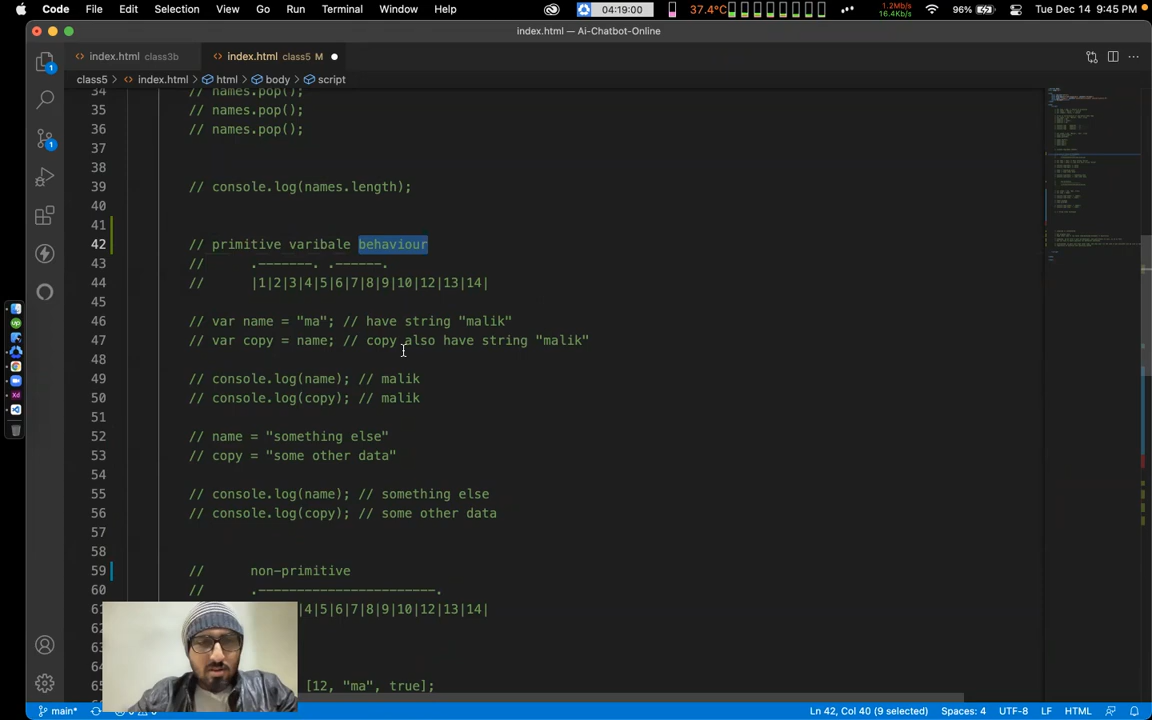 Code File Edit Selection View Go Run Terminal Window Help 04:19:00 37.4°C 1.2Mb/s 16.4Kb/s 96% Tue Dec 14 9:45 PM
index.html — Ai-Chatbot-Online
index.html class3b index.html class5 M
class5 > index.html > html > body > script
34 // names.pop();
35 // names.pop();
36 // names.pop();
37
38
39 // console.log(names.length);
40
41
42 // primitive varibale behaviour
43 // .-------. .------.
44 // |1|2|3|4|5|6|7|8|9|10|12|13|14|
45
46 // var name = "ma"; // have string "malik"
47 // var copy = name; // copy also have string "malik"
48
49 // console.log(name); // malik
50 // console.log(copy); // malik
51
52 // name = "something else"
53 // copy = "some other data"
54
55 // console.log(name); // something else
56 // console.log(copy); // some other data
57
58
59 // non-primitive
60 // .-----------------------.
61 |4|5|6|7|8|9|10|12|13|14|
62
63
64
65 [12, "ma", true];
main* 0 0 Ln 42, Col 40 (9 selected) Spaces: 4 UTF-8 LF HTML